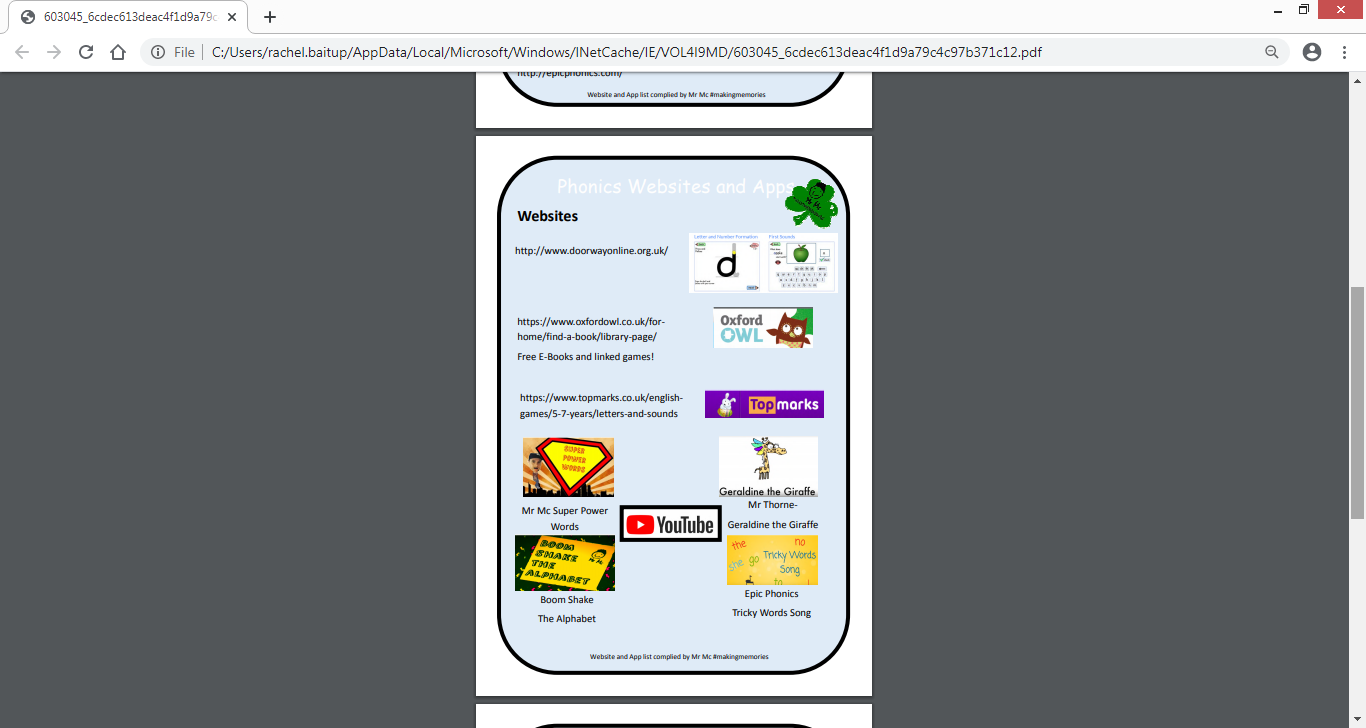 603045_6cdec613deac4f1d9a79c
File
C:/Users/rachel.baitup/AppData/Local/Microsoft/Windows/INetCache/IE/VOL4I9MD/603045_6cdec613deac4f1d9a79c4c97b371c12.pdf
http://epicphonics.com/
Website and App list complied by Mr Mc #makingmemories
Phonics Websites and Apps
Websites
http://www.doorwayonline.org.uk/
Letter and Number Formation
First Sounds
d
https://www.oxfordowl.co.uk/for-
home/find-a-book/library-page/
Free E-Books and linked games!
Oxford
OWL
https://www.topmarks.co.uk/english-
games/5-7-years/letters-and-sounds
Topmarks
SUPER
POWER
WORDS
Mr Mc Super Power
Words
Geraldine the Giraffe
Mr Thorne-
Geraldine the Giraffe
YouTube
BOOM
SHAKE
THE
ALPHABET
Mr Mc
Boom Shake
The Alphabet
the no
she go Tricky Words
Song
to
Epic Phonics
Tricky Words Song
Website and App list complied by Mr Mc #makingmemories